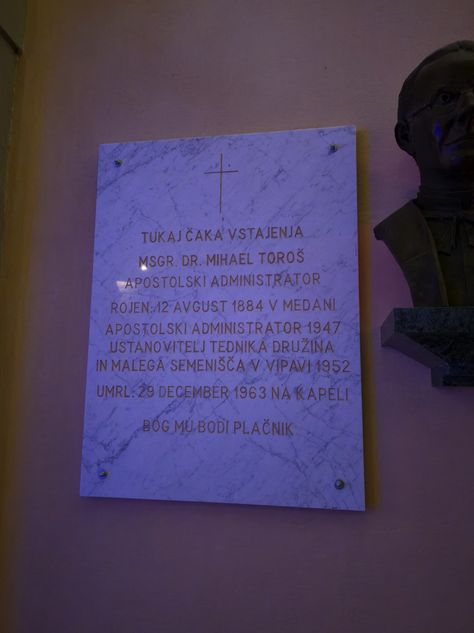 TUKAJ ČAKA VSTAJENJA
MSGR. DR. MIHAEL TOROŠ
APOSTOLSKI ADMINISTRATOR
ROJEN: 12 AVGUST 1884 V MEDANI
APOSTOLSKI ADMINISTRATOR 1947
USTANOVITELJ TEDNIKA DRUŽINA
IN MALEGA SEMENIŠČA V VIPAVI 1952
UMRL: 29 DECEMBER 1963 NA KAPELI
BOG MU BODI PLAČNIK